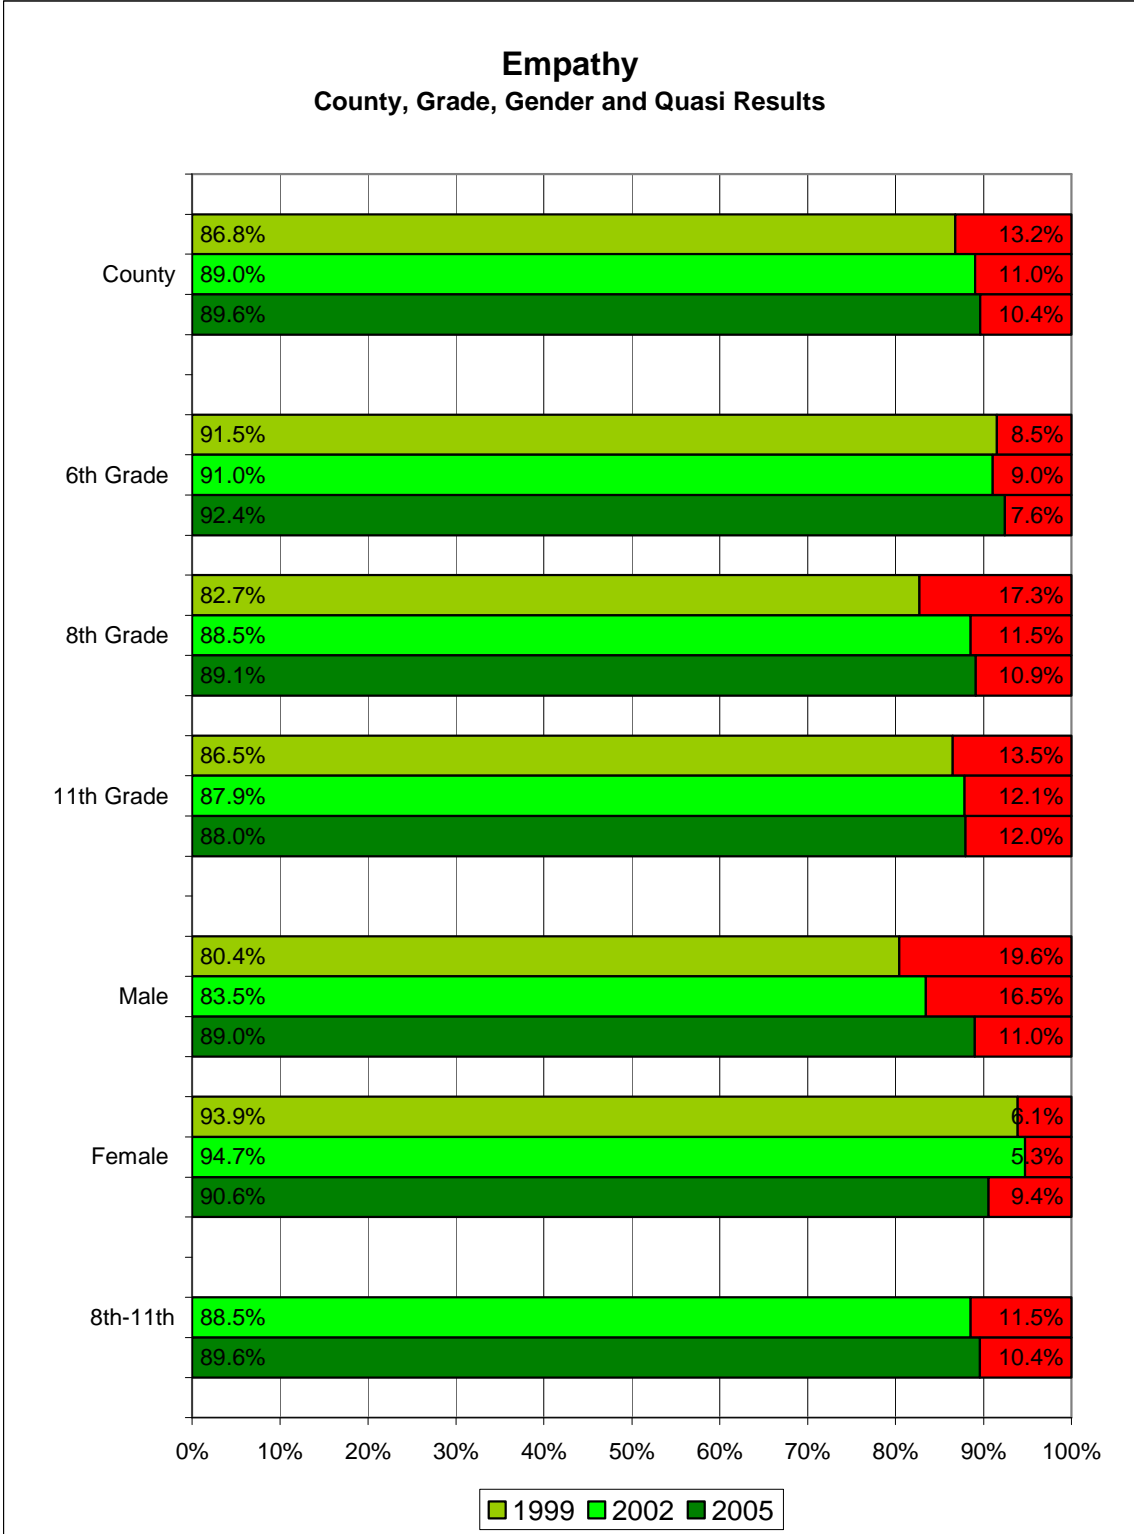 Empathy
County, Grade, Gender and Quasi Results
86.8% 13.2%
County 89.0% 11.0%
89.6% 10.4%
91.5% 8.5%
6th Grade 91.0% 9.0%
92.4% 7.6%
82.7% 17.3%
8th Grade 88.5% 11.5%
89.1% 10.9%
86.5% 13.5%
11th Grade 87.9% 12.1%
88.0% 12.0%
80.4% 19.6%
Male 83.5% 16.5%
89.0% 11.0%
93.9% 6.1%
Female 94.7% 5.3%
90.6% 9.4%
8th-11th 88.5% 11.5%
89.6% 10.4%
0% 10% 20% 30% 40% 50% 60% 70% 80% 90% 100%
1999 2002 2005